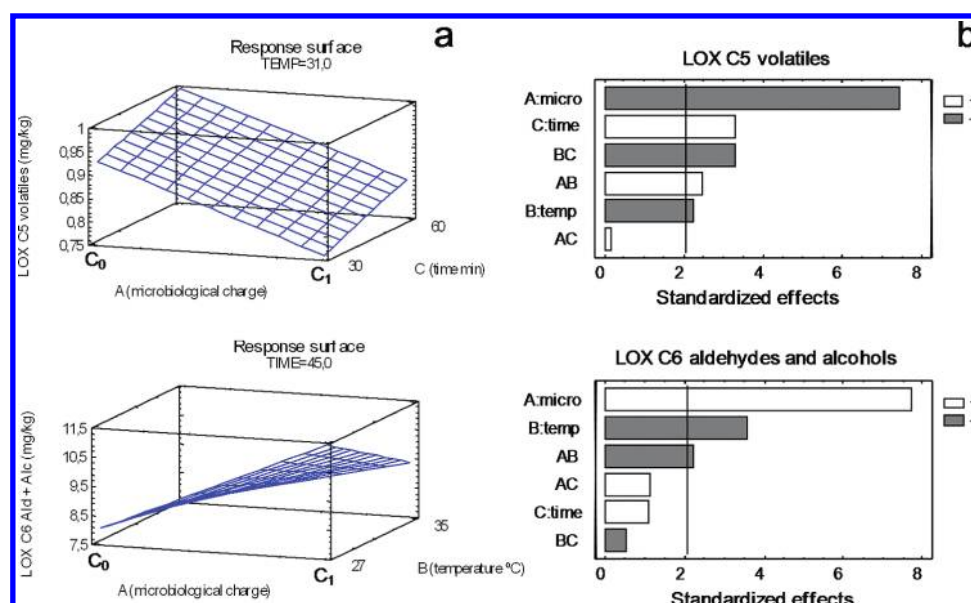 a
Response surface
TEMP=31,0
LOX C5 volatiles (mg/kg)
1
0,95
0,9
0,85
0,8
0,75
C0
C1
30
60
C (time min)
A (microbiological charge)
b
LOX C5 volatiles
A:micro
C:time
BC
AB
B:temp
AC
0 2 4 6 8
Standardized effects
Response surface
TIME=45,0
LOX C6 Ald + Alc (mg/kg)
11,5
10,5
9,5
8,5
7,5
C0
C1
27
35
B (temperature ºC)
A (microbiological charge)
LOX C6 aldehydes and alcohols
A:micro
B:temp
AB
AC
C:time
BC
0 2 4 6 8
Standardized effects